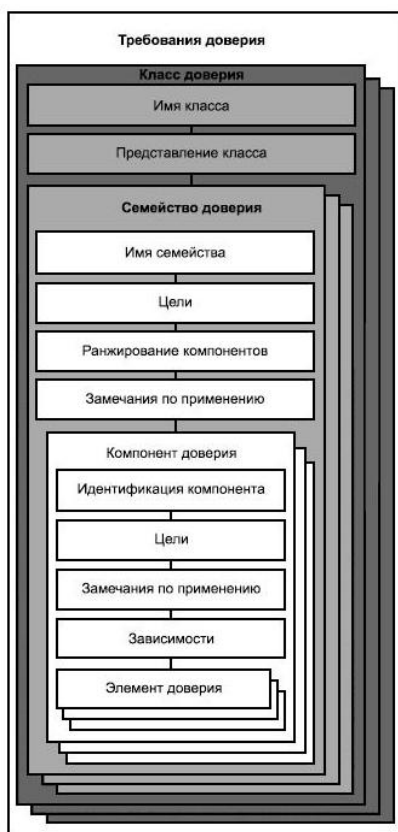 Требования доверия
Класс доверия
Имя класса
Представление класса
Семейство доверия
Имя семейства
Цели
Ранжирование компонентов
Замечания по применению
Компонент доверия
Идентификация компонента
Цели
Замечания по применению
Зависимости
Элемент доверия